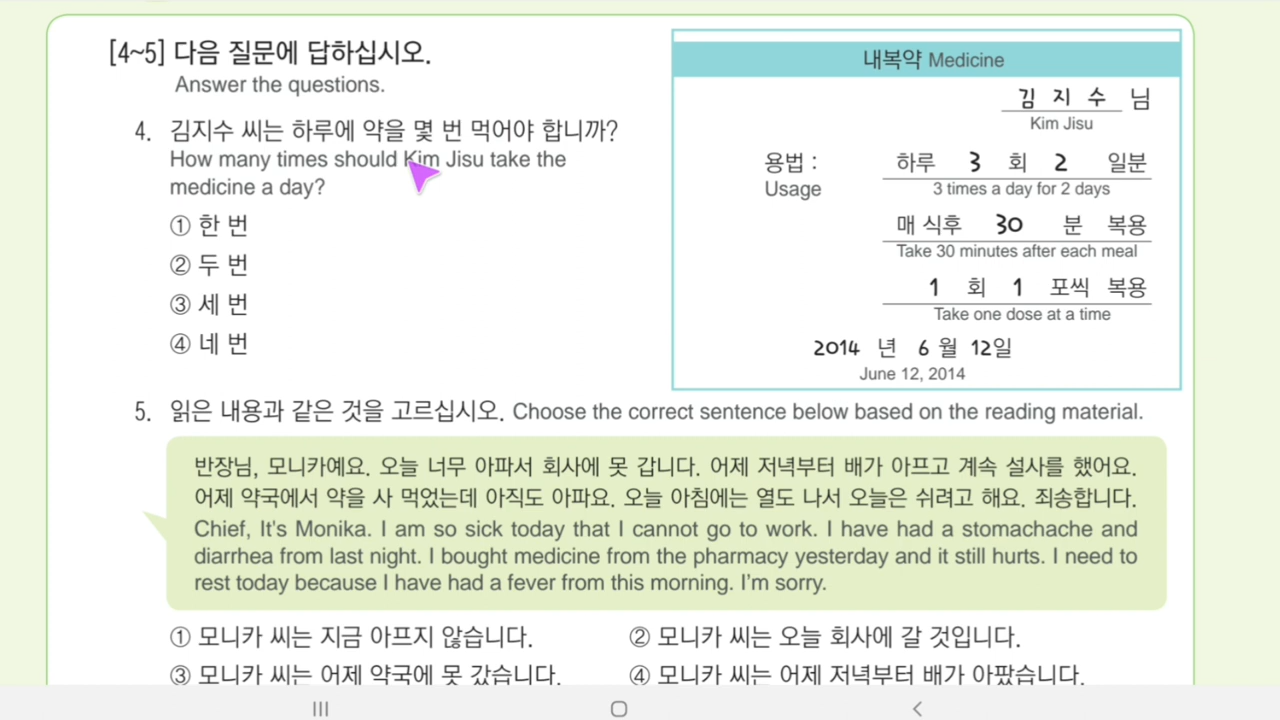 [4~5] 다음 질문에 답하십시오.
Answer the questions.
4. 김지수 씨는 하루에 약을 몇 번 먹어야 합니까?
How many times should Kim Jisu take the
medicine a day?
① 한 번
② 두 번
③ 세 번
④ 네 번
내복약 Medicine
김 지 수 님
Kim Jisu
용법 : 하루 3 회 2 일분
Usage 3 times a day for 2 days
매 식후 30 분 복용
Take 30 minutes after each meal
1 회 1 포씩 복용
Take one dose at a time
2014 년 6 월 12일
June 12, 2014
5. 읽은 내용과 같은 것을 고르십시오. Choose the correct sentence below based on the reading material.
반장님, 모니카예요. 오늘 너무 아파서 회사에 못 갑니다. 어제 저녁부터 배가 아프고 계속 설사를 했어요.
어제 약국에서 약을 사 먹었는데 아직도 아파요. 오늘 아침에는 열도 나서 오늘은 쉬려고 해요. 죄송합니다.
Chief, It's Monika. I am so sick today that I cannot go to work. I have had a stomachache and
diarrhea from last night. I bought medicine from the pharmacy yesterday and it still hurts. I need to
rest today because I have had a fever from this morning. I'm sorry.
① 모니카 씨는 지금 아프지 않습니다. ② 모니카 씨는 오늘 회사에 갈 것입니다.
③ 모니카 씨는 어제 약국에 못 갔습니다. ④ 모니카 씨는 어제 저녁부터 배가 아팠습니다.